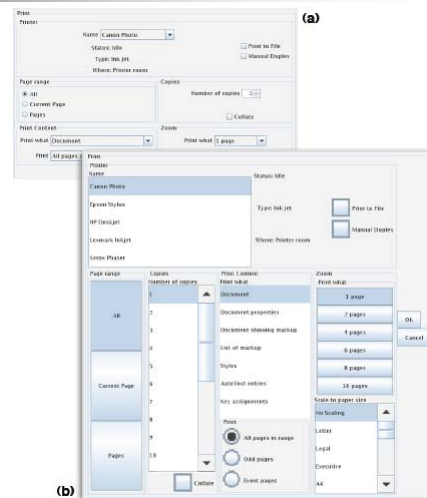 (a)
Print
Printer
Name Canon Photo
Status: Idle
Type: Ink jet
Where: Printer room
Print to File
Manual Duplex
Page range
All
Current Page
Pages
Copies
Number of copies 1
Collate
Print Content
Print what Document
Print All pages
Zoom
Print what 1 page
(b)
Print
Printer
Name
Canon Photo
Epson Stylus
HP Deskjet
Lexmark Inkjet
Xerox Phaser
Status: Idle
Type: Ink jet
Where: Printer room
Print to File
Manual Duplex
Page range
All
Current Page
Pages
Copies
Number of copies
1
2
3
4
5
6
7
8
9
10
Collate
Print Content
Print what
Document
Document properties
Document showing markup
List of markup
Styles
AutoText entries
Key assignments
Print
All pages in range
Odd pages
Event pages
Zoom
Print what
1 page
2 pages
4 pages
6 pages
8 pages
16 pages
Scale to paper size
No Scaling
Letter
Legal
Executive
A4
Ok
Cancel